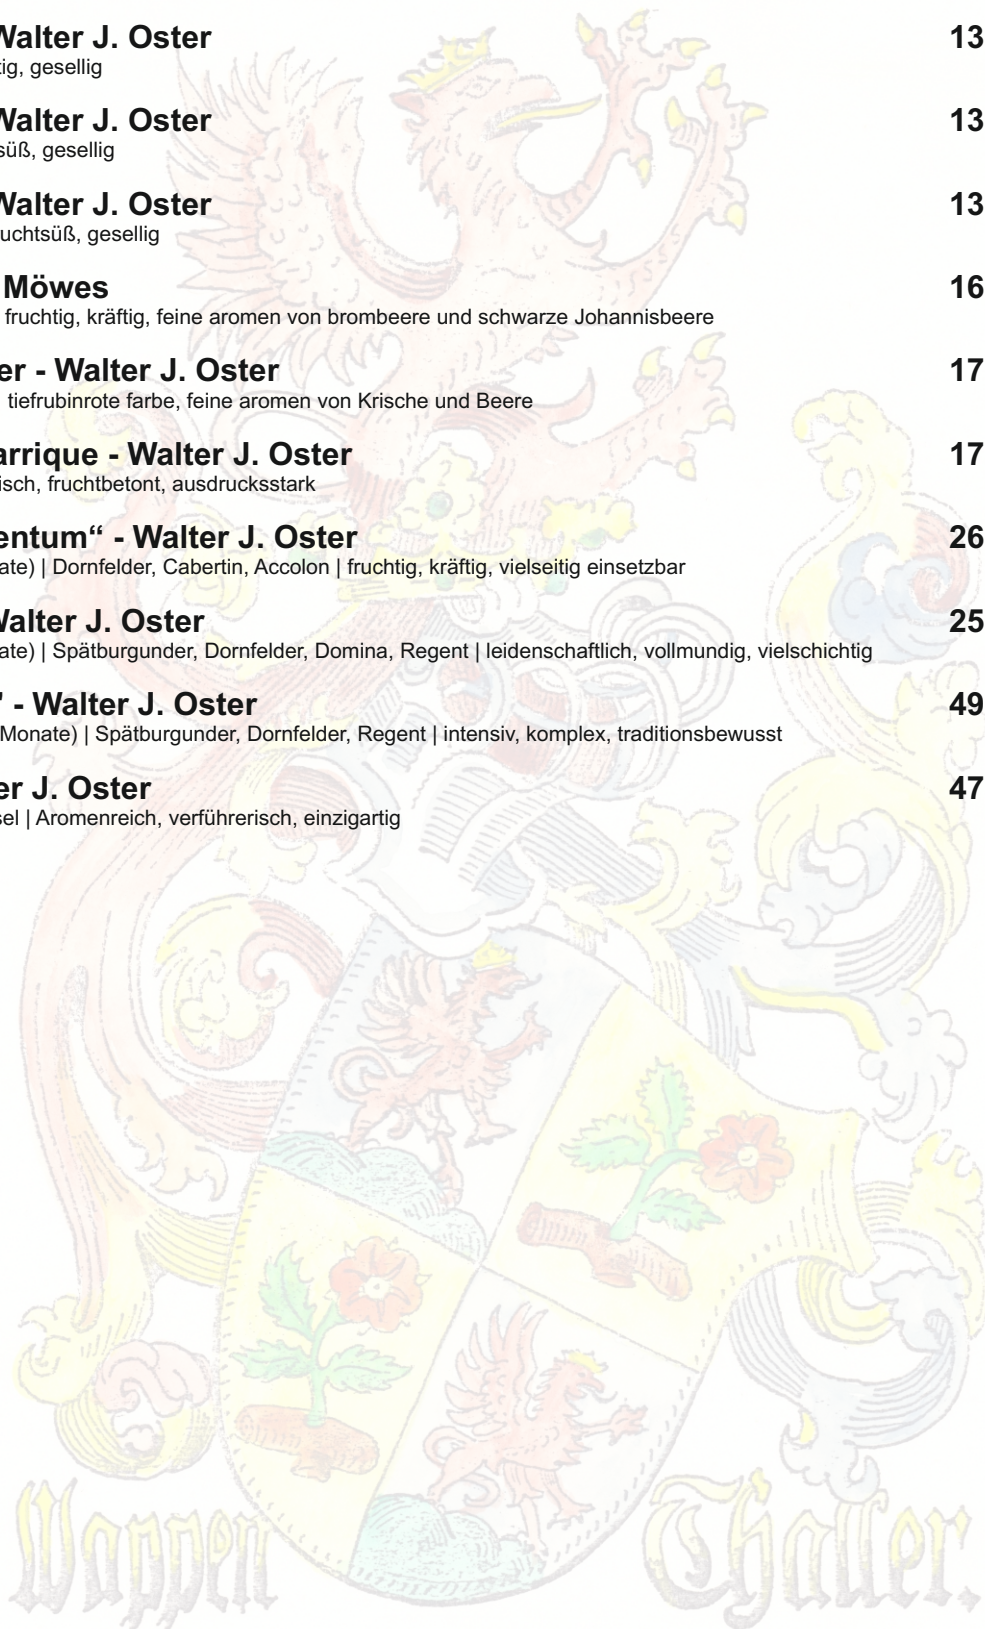 Walter J. Oster 13
tig, gesellig
Walter J. Oster 13
süß, gesellig
Walter J. Oster 13
uchtsüß, gesellig
Möwes 16
fruchtig, kräftig, feine aromen von brombeere und schwarze Johannisbeere
er - Walter J. Oster 17
tiefrubinrote farbe, feine aromen von Krische und Beere
arrique - Walter J. Oster 17
isch, fruchtbetont, ausdrucksstark
entum“ - Walter J. Oster 26
ate) | Dornfelder, Cabertin, Accolon | fruchtig, kräftig, vielseitig einsetzbar
Walter J. Oster 25
ate) | Spätburgunder, Dornfelder, Domina, Regent | leidenschaftlich, vollmundig, vielschichtig
" - Walter J. Oster 49
Monate) | Spätburgunder, Dornfelder, Regent | intensiv, komplex, traditionsbewusst
er J. Oster 47
sel | Aromenreich, verführerisch, einzigartig
Wappen Thaller.